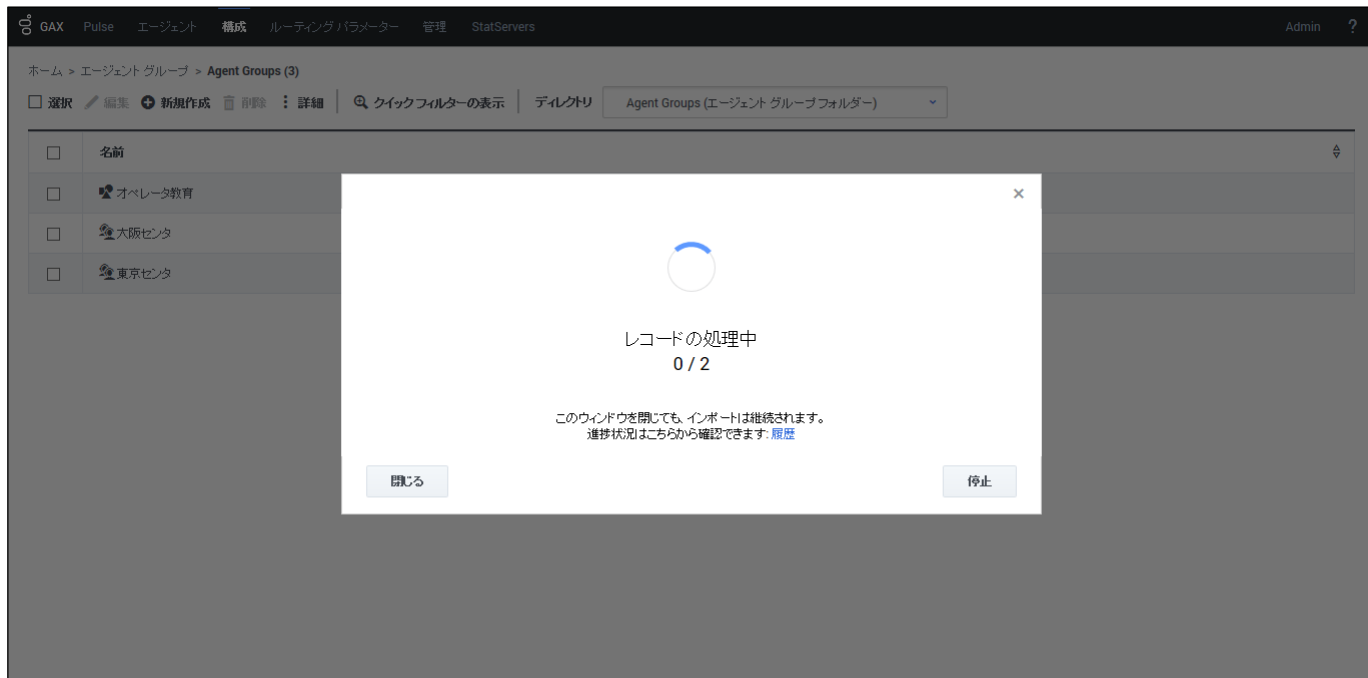 GAX Pulse エージェント 構成 ルーティング パラメーター 管理 StatServers Admin ?
ホーム > エージェント グループ > Agent Groups (3)
選択 編集 新規作成 削除 詳細 クイックフィルターの表示 ディレクトリ Agent Groups (エージェント グループ フォルダー)
名前
オペレータ教育
大阪センタ
東京センタ
レコードの処理中
0 / 2
このウィンドウを閉じても、インポートは継続されます。
進捗状況はこちらから確認できます: 履歴
閉じる 停止